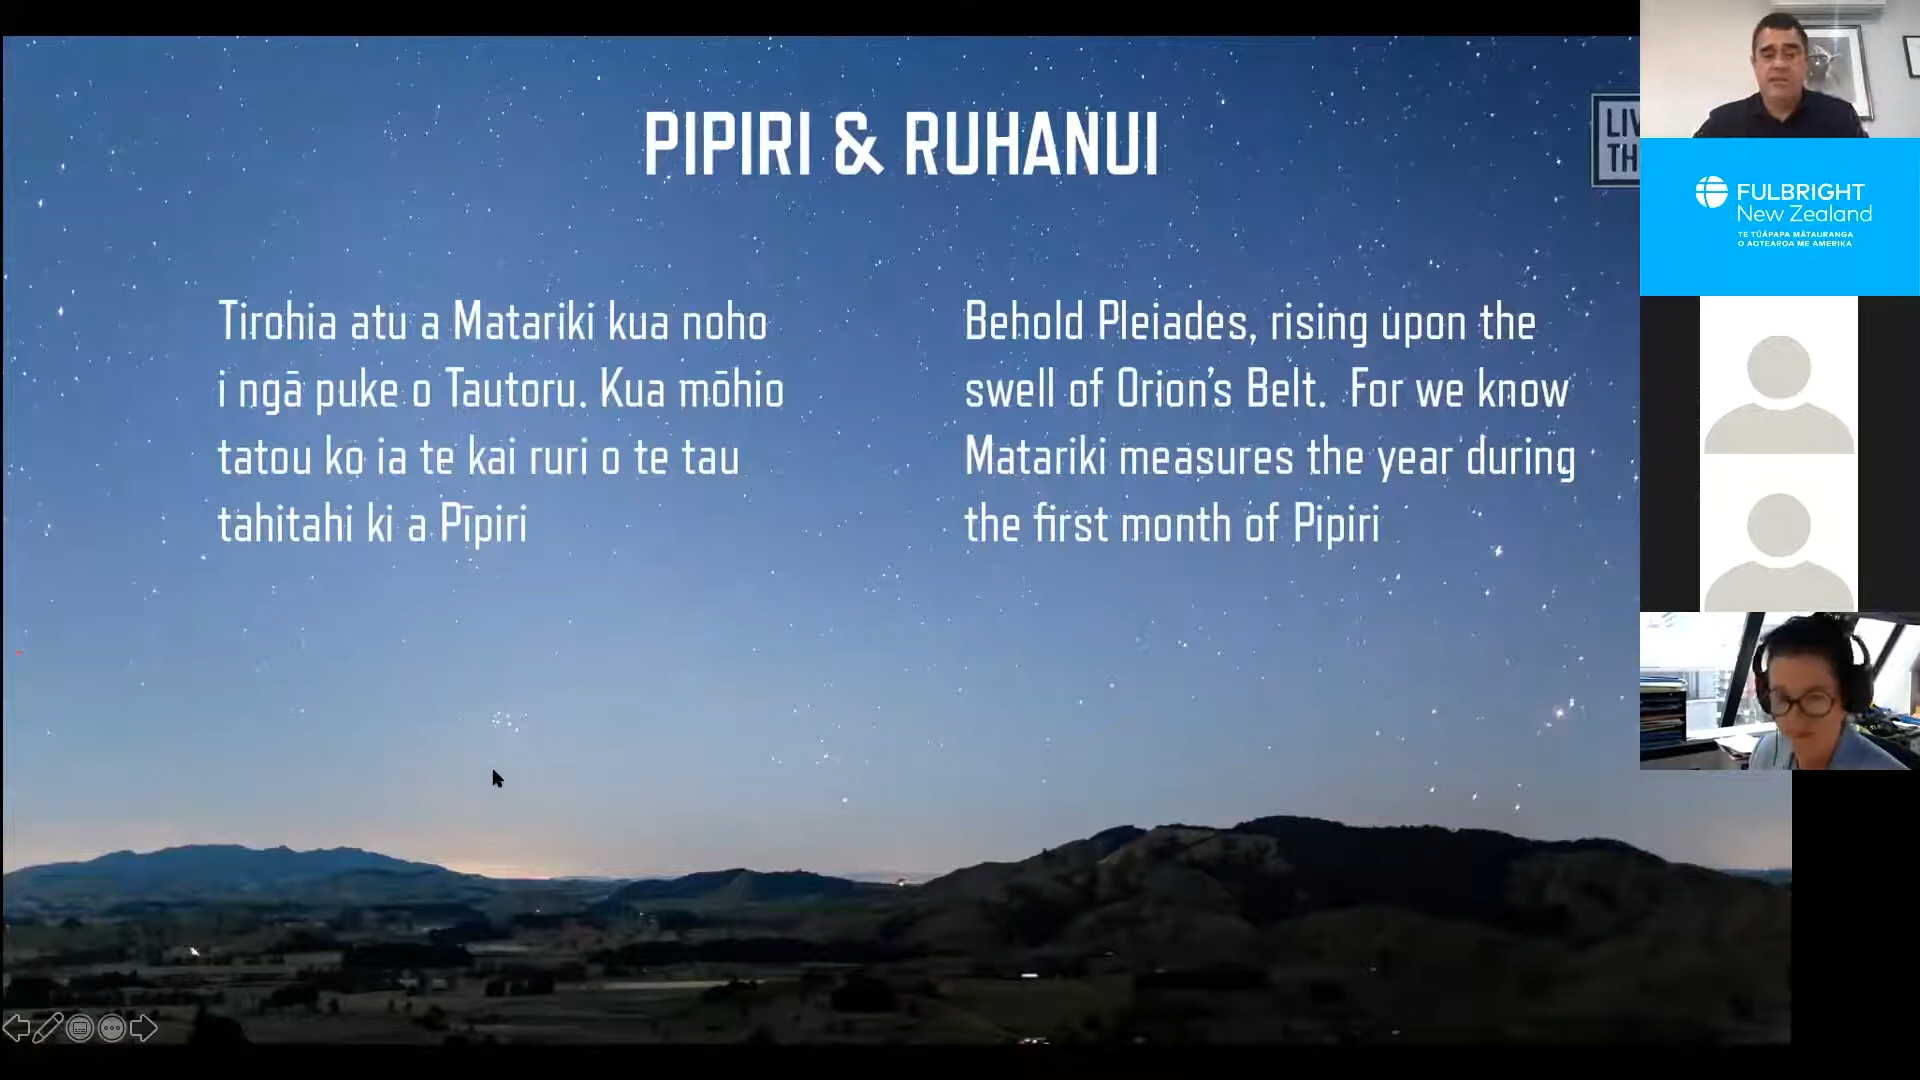 PIPIRI & RUHANUI
Tirohia atu a Matariki kua noho
i ngā puke o Tautoru. Kua mōhio
tatou ko ia te kai ruri o te tau
tahitahi ki a Pīpiri
Behold Pleiades, rising upon the
swell of Orion's Belt. For we know
Matariki measures the year during
the first month of Pipiri
FULBRIGHT
New Zealand
TE TŪĀPAPA MĀTAURANGA
O AOTEAROA ME AMERIKA